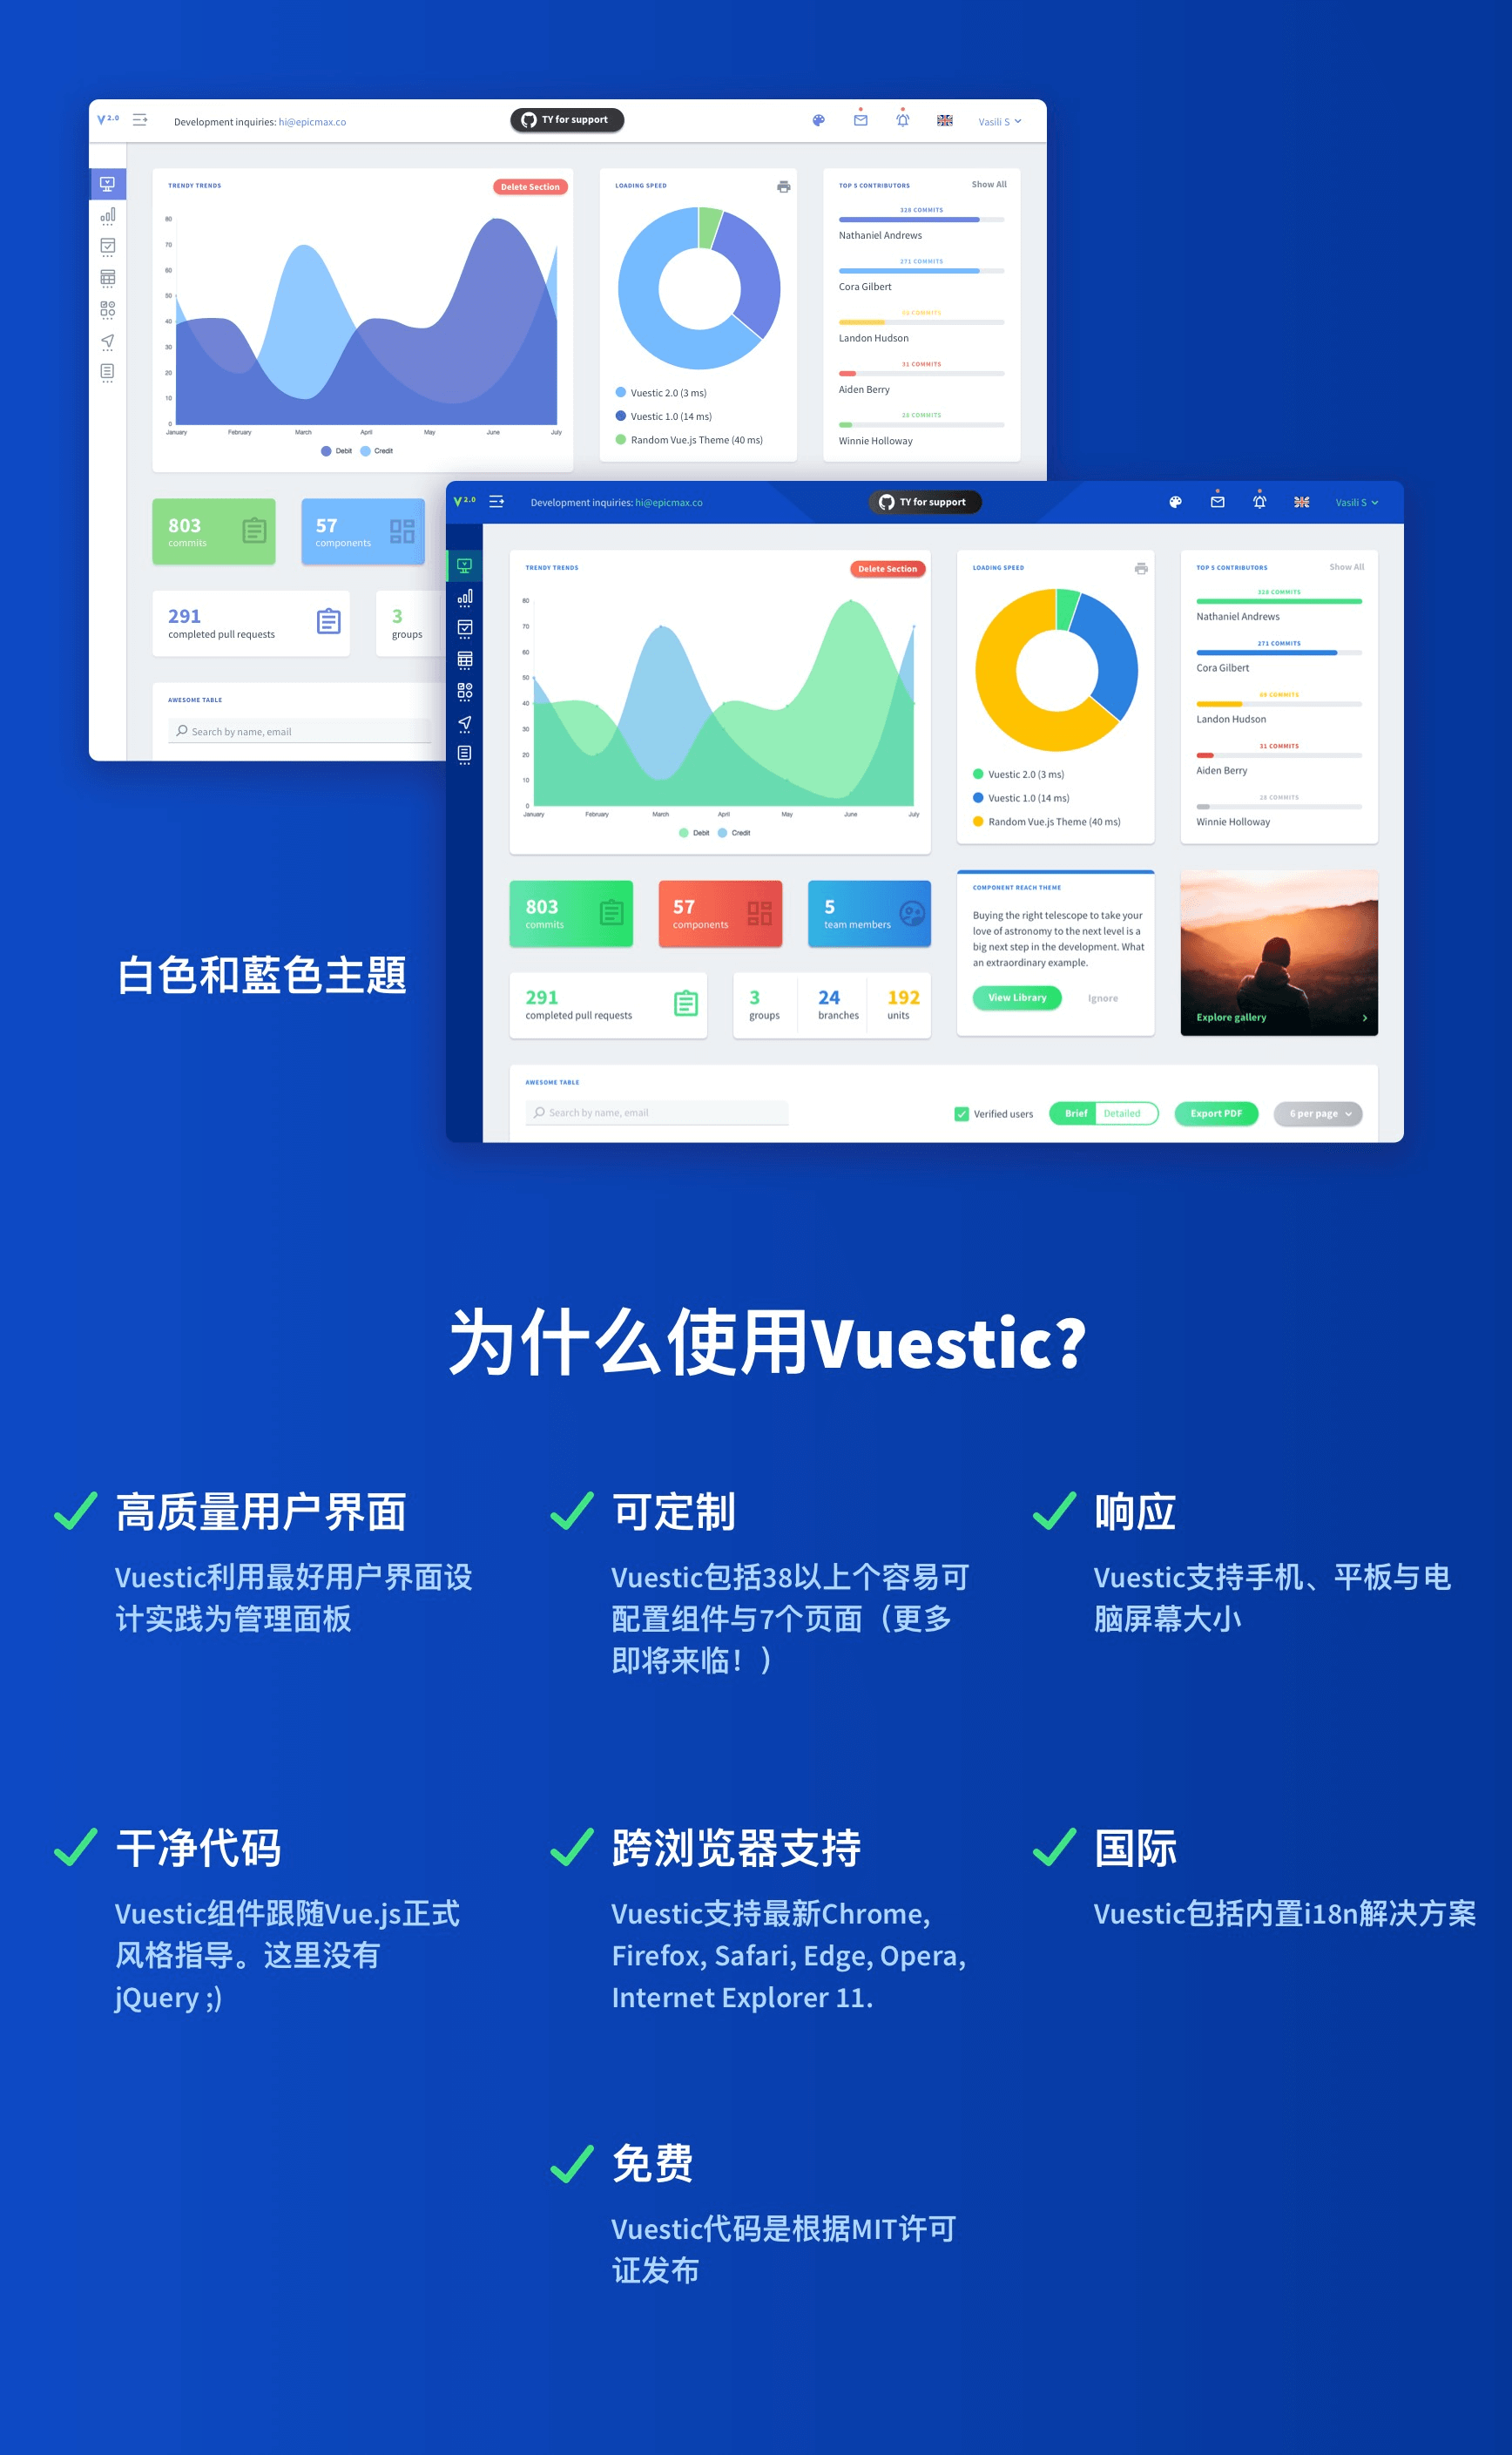 V 2.0
Development inquiries: hi@epicmax.co
TY for support
Vasili S
TRENDY TRENDS
Delete Section
80
70
60
50
40
30
20
10
0
January February March April May June July
Debit Credit
LOADING SPEED
Vuestic 2.0 (3 ms)
Vuestic 1.0 (14 ms)
Random Vue.js Theme (40 ms)
TOP 5 CONTRIBUTORS
Show All
328 COMMITS
Nathaniel Andrews
271 COMMITS
Cora Gilbert
COMMITS
Landon Hudson
31 COMMITS
Aiden Berry
28 COMMITS
Winnie Holloway
803
commits
57
components
291
completed pull requests
3
groups
AWESOME TABLE
Search by name, email
V 2.0
Development inquiries: hi@epicmax.co
TY for support
Vasili S
TRENDY TRENDS
Delete Section
80
70
60
50
40
30
20
10
0
January February March April May June July
Debit Credit
LOADING SPEED
Vuestic 2.0 (3 ms)
Vuestic 1.0 (14 ms)
Random Vue.js Theme (40 ms)
TOP 5 CONTRIBUTORS
Show All
328 COMMITS
Nathaniel Andrews
271 COMMITS
Cora Gilbert
COMMITS
Landon Hudson
31 COMMITS
Aiden Berry
28 COMMITS
Winnie Holloway
803
commits
57
components
5
team members
291
completed pull requests
3
groups
24
branches
192
units
COMPONENT REACH THEME
Buying the right telescope to take your
love of astronomy to the next level is a
big next step in the development. What
an extraordinary example.
View Library
Ignore
Explore gallery
AWESOME TABLE
Search by name, email
Verified users
Brief Detailed
Export PDF
6 per page
白色和藍色主題
为什么使用Vuestic?
高质量用户界面
Vuestic利用最好用户界面设
计实践为管理面板
可定制
Vuestic包括38以上个容易可
配置组件与7个页面（更多
即将来临！）
响应
Vuestic支持手机、平板与电
脑屏幕大小
干净代码
Vuestic组件跟随Vue.js正式
风格指导。这里没有
jQuery ;)
跨浏览器支持
Vuestic支持最新Chrome,
Firefox, Safari, Edge, Opera,
Internet Explorer 11.
国际
Vuestic包括内置i18n解决方案
免费
Vuestic代码是根据MIT许可
证发布